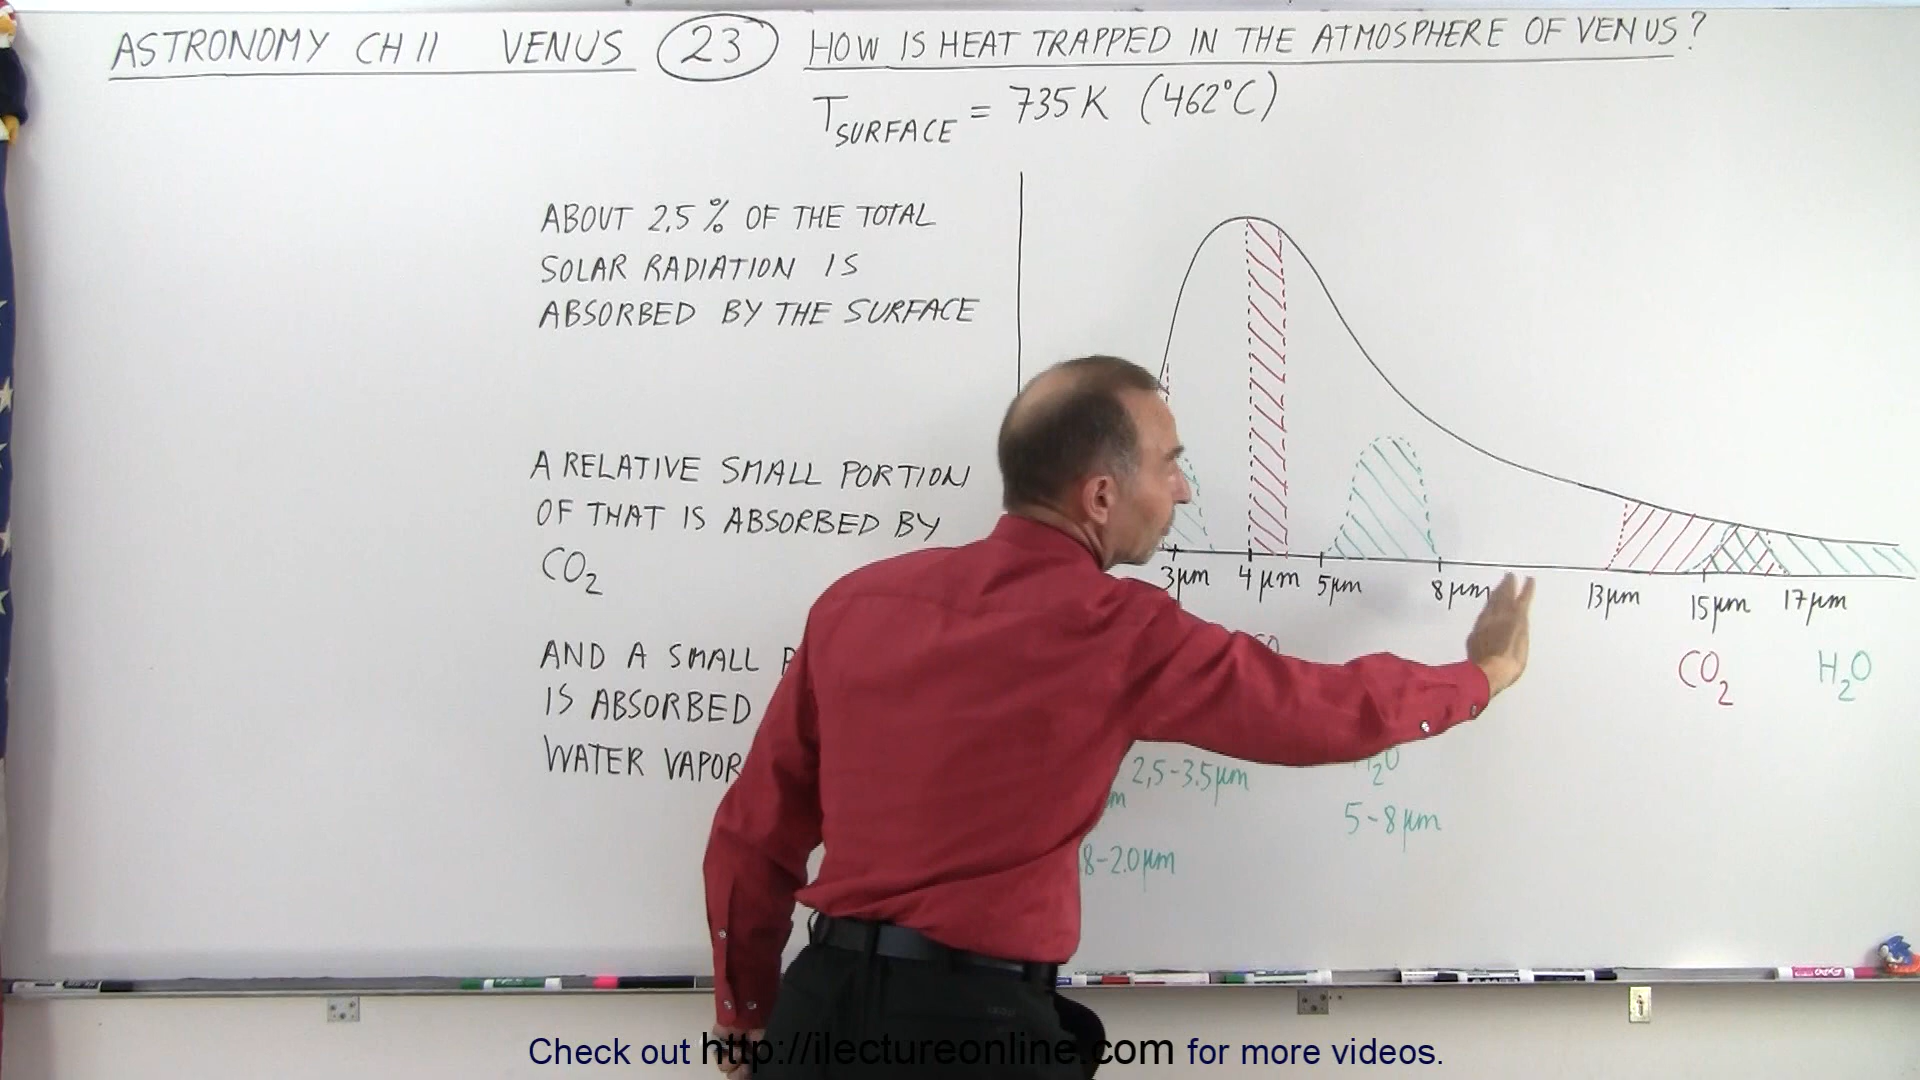 ASTRONOMY CH 11 VENUS 23 HOW IS HEAT TRAPPED IN THE ATMOSPHERE OF VENUS?
T SURFACE = 735 K (462°C)
ABOUT 2.5% OF THE TOTAL
SOLAR RADIATION IS
ABSORBED BY THE SURFACE
A RELATIVE SMALL PORTION
OF THAT IS ABSORBED BY
CO2
AND A SMALL
IS ABSORBED
WATER VAPOR
3μm 4μm 5μm 8μm 13μm 15μm 17μm
CO2 H2O
2,5-3.5μm
8-2.0μm
5-8μm
Check out http://ilectureonline.com for more videos.